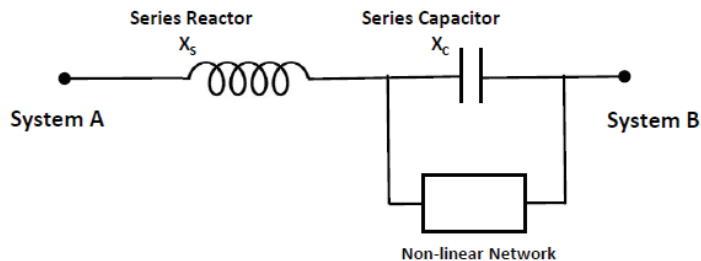 Series Reactor
Xs
Series Capacitor
Xc
System A
System B
Non-linear Network